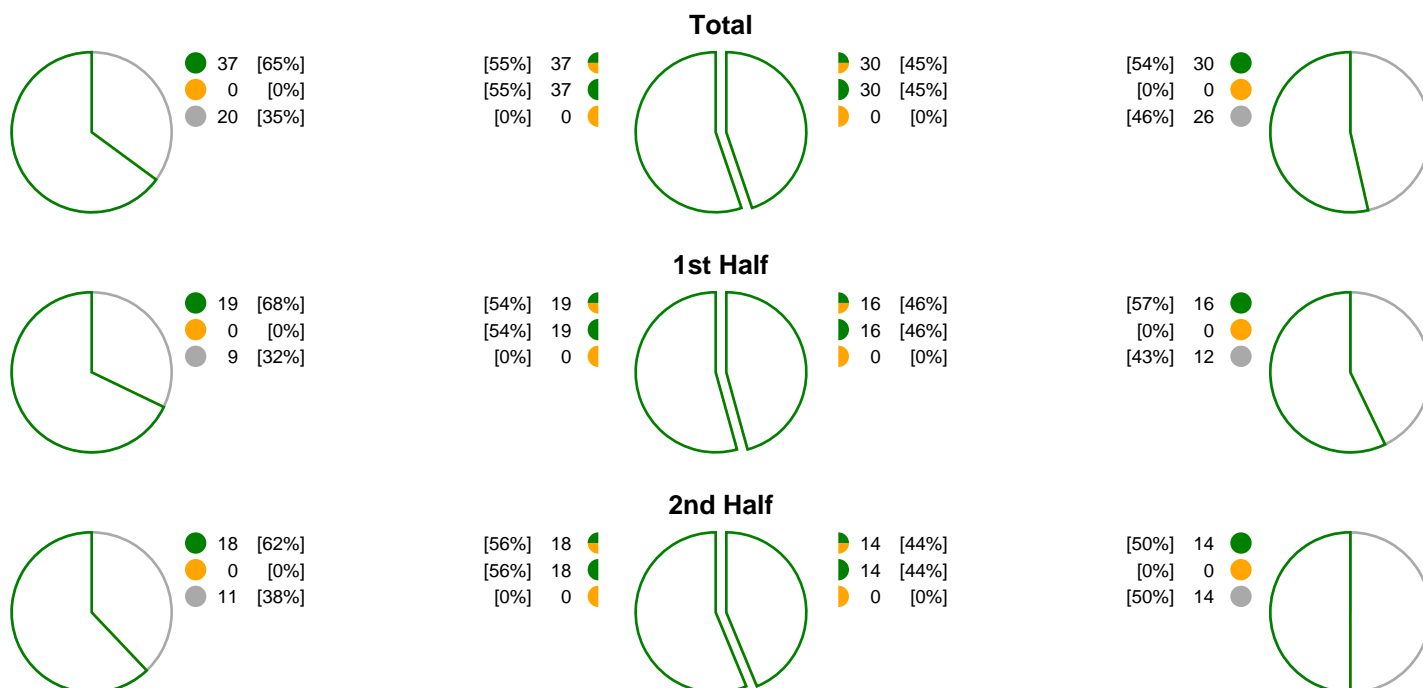 Total
37 [65%] [55%] 37 30 [45%] [54%] 30
0 [0%] [55%] 37 30 [45%] [0%] 0
20 [35%] [0%] 0 0 [0%] [46%] 26
1st Half
19 [68%] [54%] 19 16 [46%] [57%] 16
0 [0%] [54%] 19 16 [46%] [0%] 0
9 [32%] [0%] 0 0 [0%] [43%] 12
2nd Half
18 [62%] [56%] 18 14 [44%] [50%] 14
0 [0%] [56%] 18 14 [44%] [0%] 0
11 [38%] [0%] 0 0 [0%] [50%] 14